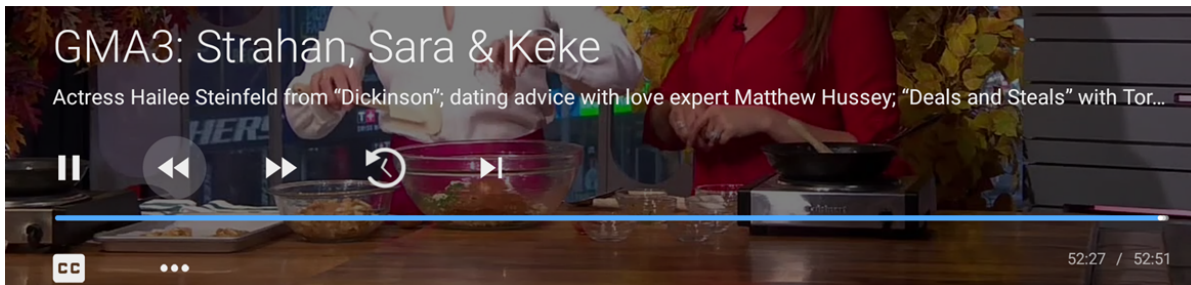 GMA3: Strahan, Sara & Keke
Actress Hailee Steinfeld from “Dickinson”; dating advice with love expert Matthew Hussey; “Deals and Steals” with Tor...
HER
CC
52:27 / 52:51